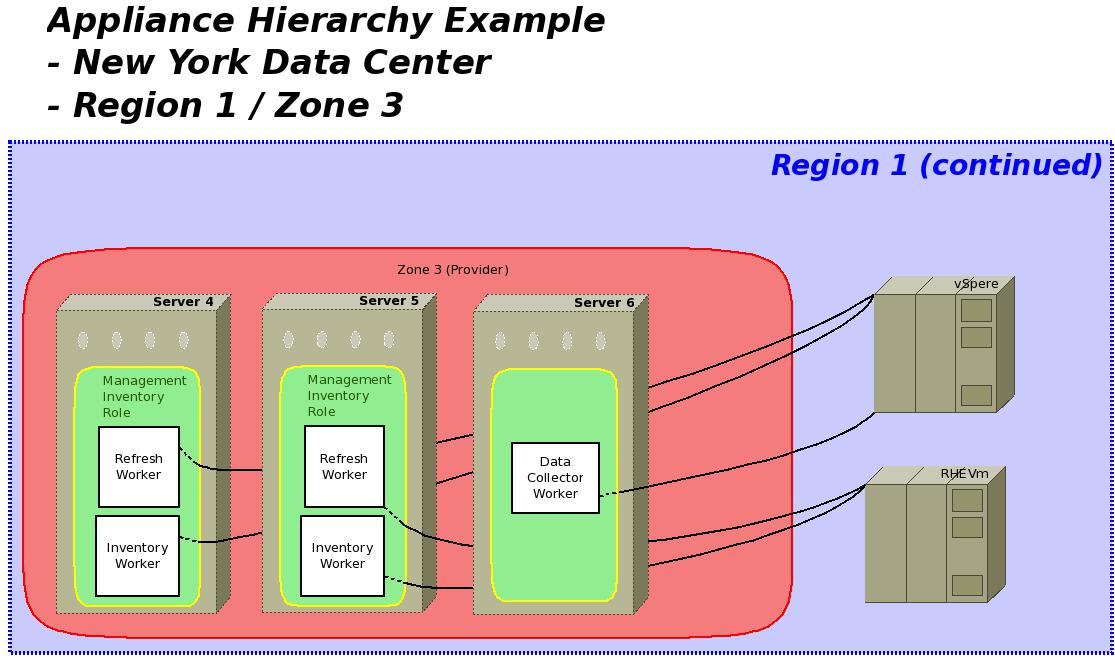 Appliance Hierarchy Example
- New York Data Center
- Region 1 / Zone 3
Region 1 (continued)
Zone 3 (Provider)
Server 4
Management
Inventory
Role
Refresh
Worker
Inventory
Worker
Server 5
Management
Inventory
Role
Refresh
Worker
Inventory
Worker
Server 6
Data
Collector
Worker
vSpere
RHEVm